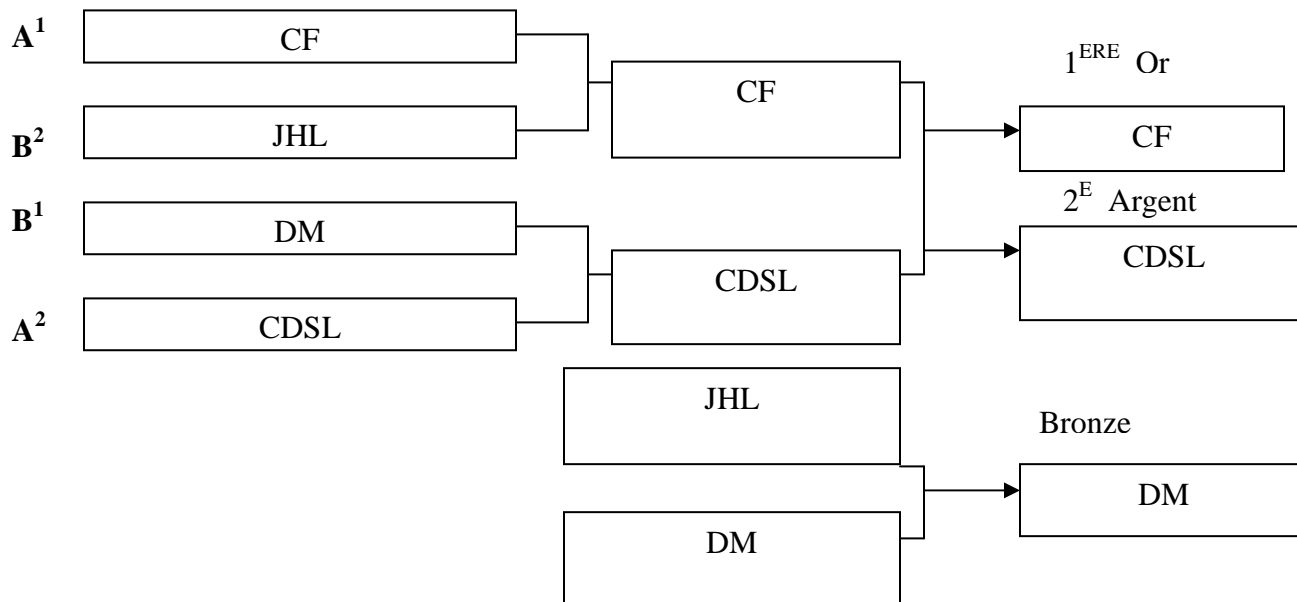 A¹ CF
1ᴱᴿᴱ Or
CF
B² JHL
CF
2ᴱ Argent
B¹ DM
CDSL
CDSL
A² CDSL
JHL
Bronze
DM
DM